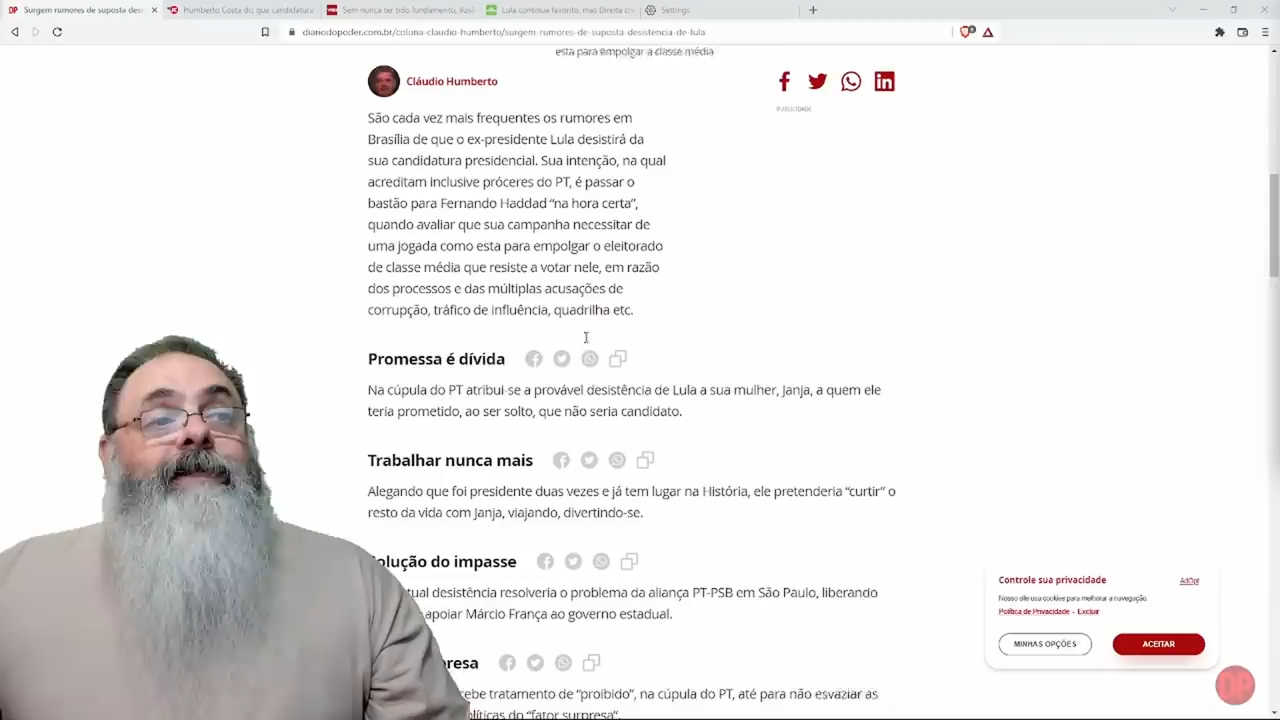 Surgem rumores de suposta des
Humberto Costa diz que candidatura
Sem nunca ter tido fundamento, ilus
Lula continua favorito, mas Direita cr
Settings
diariodopoder.com.br/coluna-claudio-humberto/surgem-rumores-de-suposta-desistencia-de-lula
esta para empolgar a classe média
Cláudio Humberto
PUBLICIDADE
São cada vez mais frequentes os rumores em
Brasília de que o ex-presidente Lula desistirá da
sua candidatura presidencial. Sua intenção, na qual
acreditam inclusive próceres do PT, é passar o
bastão para Fernando Haddad “na hora certa”,
quando avaliar que sua campanha necessitar de
uma jogada como esta para empolgar o eleitorado
de classe média que resiste a votar nele, em razão
dos processos e das múltiplas acusações de
corrupção, tráfico de influência, quadrilha etc.
Promessa é dívida
Na cúpula do PT atribui-se a provável desistência de Lula a sua mulher, Janja, a quem ele
teria prometido, ao ser solto, que não seria candidato.
Trabalhar nunca mais
Alegando que foi presidente duas vezes e já tem lugar na História, ele pretenderia “curtir” o
resto da vida com Janja, viajando, divertindo-se.
olução do impasse
tual desistência resolveria o problema da aliança PT-PSB em São Paulo, liberando
apoiar Márcio França ao governo estadual.
presa
cebe tratamento de “proibido”, na cúpula do PT, até para não esvaziar as
líticas do “fator surpresa”.
Controle sua privacidade
AdOpt
Nosso site usa cookies para melhorar a navegação.
Política de Privacidade - Excluir
MINHAS OPÇÕES
ACEITAR